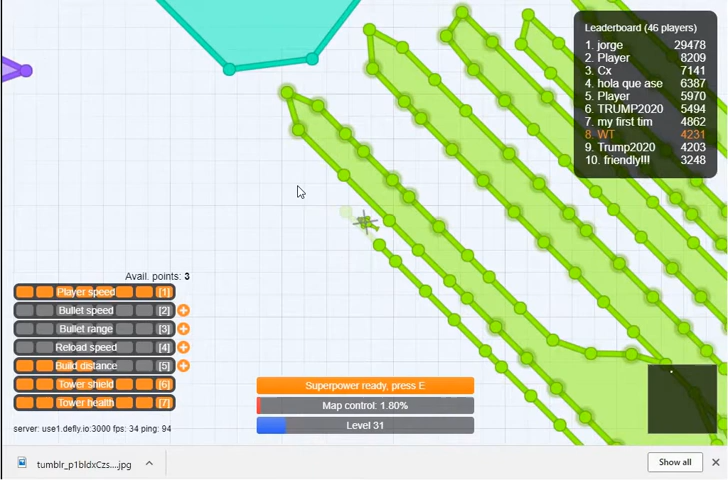 Leaderboard (46 players)
1. jorge 29478
2. Player 8209
3. Cx 7141
4. hola que ase 6387
5. Player 5970
6. TRUMP2020 5494
7. my first tim 4862
8. WT 4231
9. Trump2020 4203
10. friendly!!! 3248
Avail. points: 3
Player speed [1]
Bullet speed [2]
Bullet range [3]
Reload speed [4]
Build distance [5]
Tower shield [6]
Tower health [7]
Superpower ready, press E
Map control: 1.80%
Level 31
server: use1.defly.io:3000 fps: 34 ping: 94
tumblr_p1bldxCzs....jpg
Show all